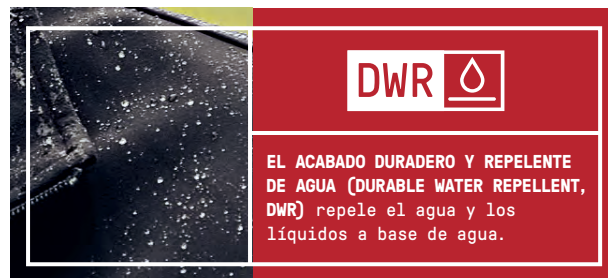 DWR
EL ACABADO DURADERO Y REPELENTE
DE AGUA (DURABLE WATER REPELLENT,
DWR) repele el agua y los
líquidos a base de agua.